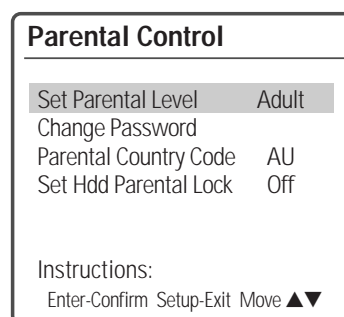 Parental Control
Set Parental Level Adult
Change Password
Parental Country Code AU
Set Hdd Parental Lock Off
Instructions:
Enter-Confirm Setup-Exit Move ▲▼